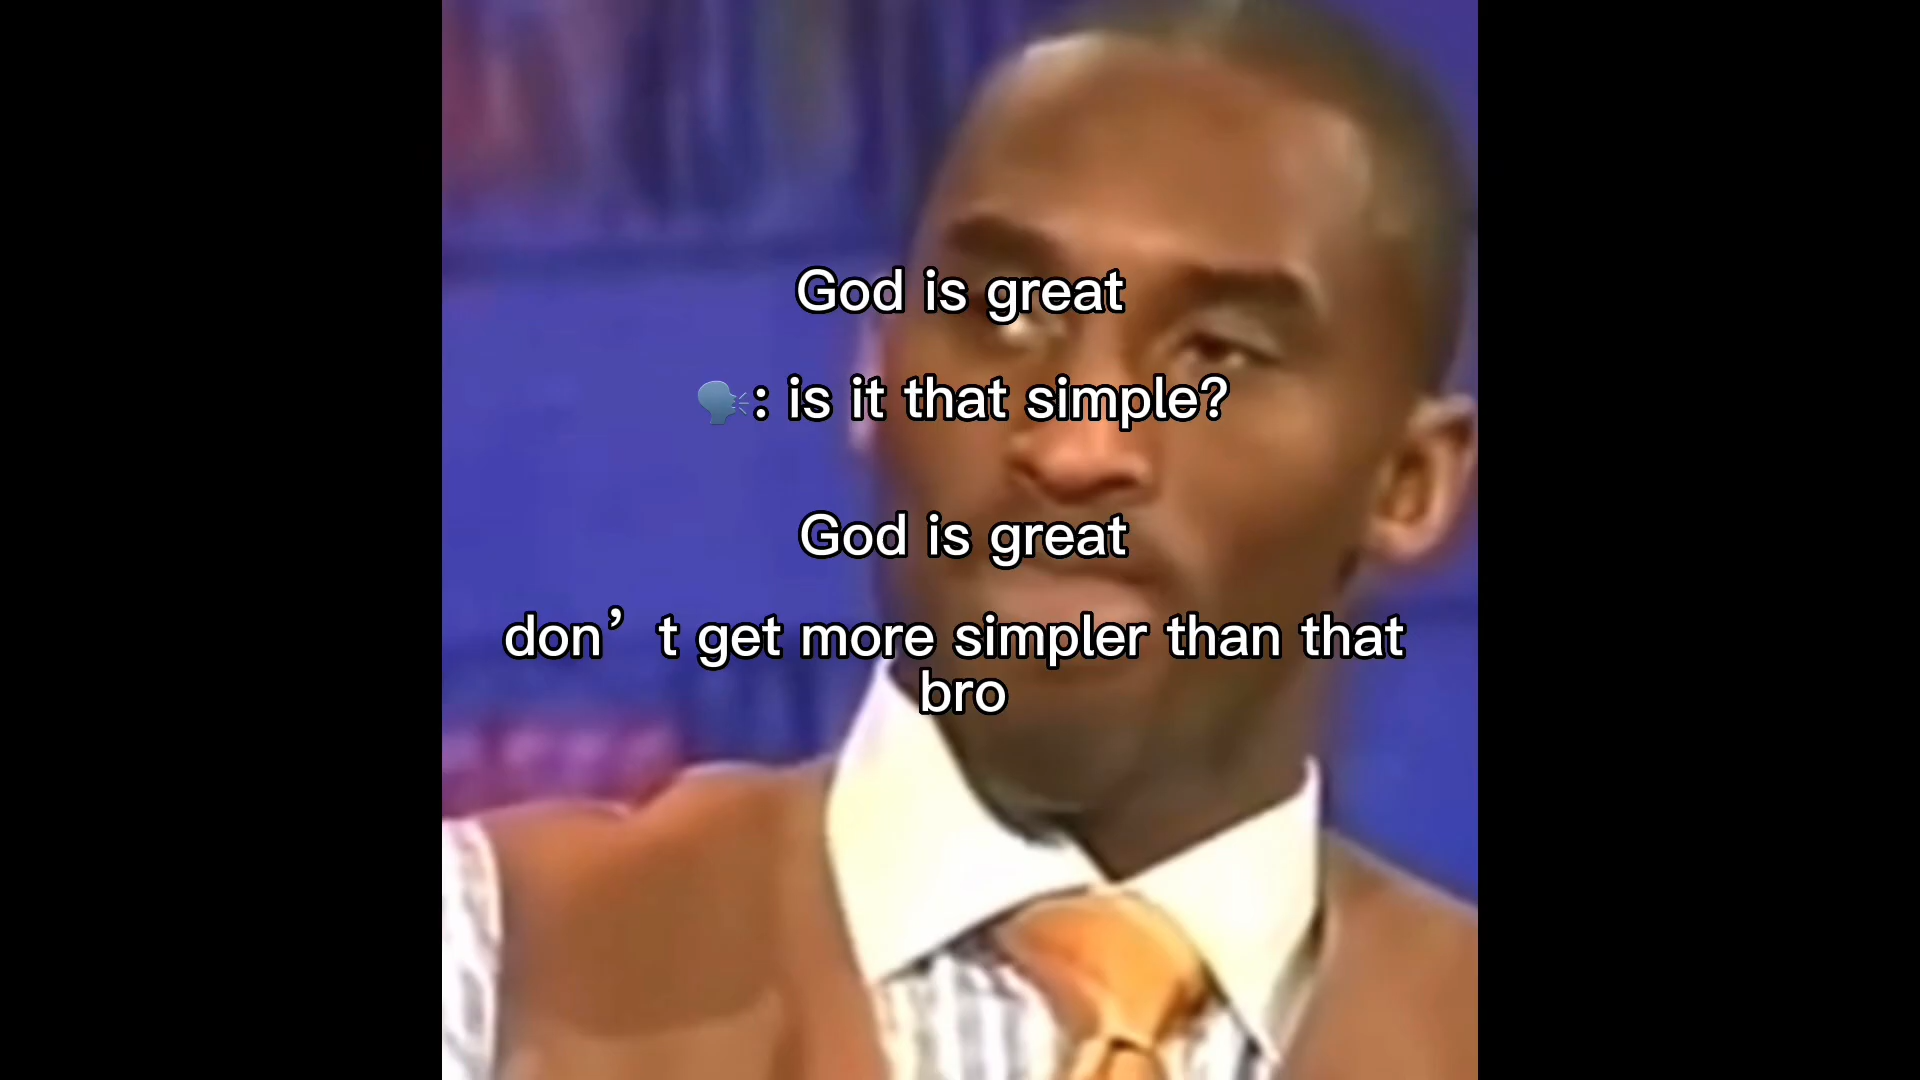 God is great
🗣️: is it that simple?
God is great
don’t get more simpler than that
bro